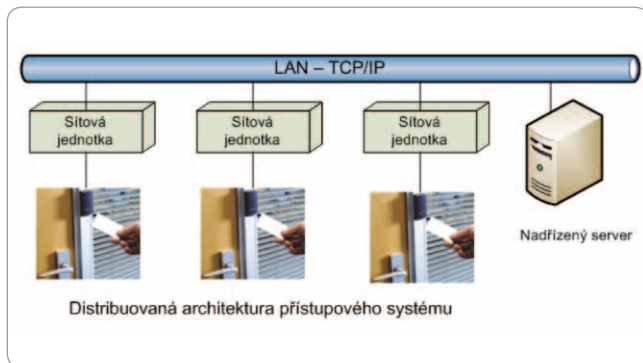 LAN – TCP/IP
Sítová
jednotka
Sítová
jednotka
Sítová
jednotka
Nadřízený server
Distribuovaná architektura přístupového systému